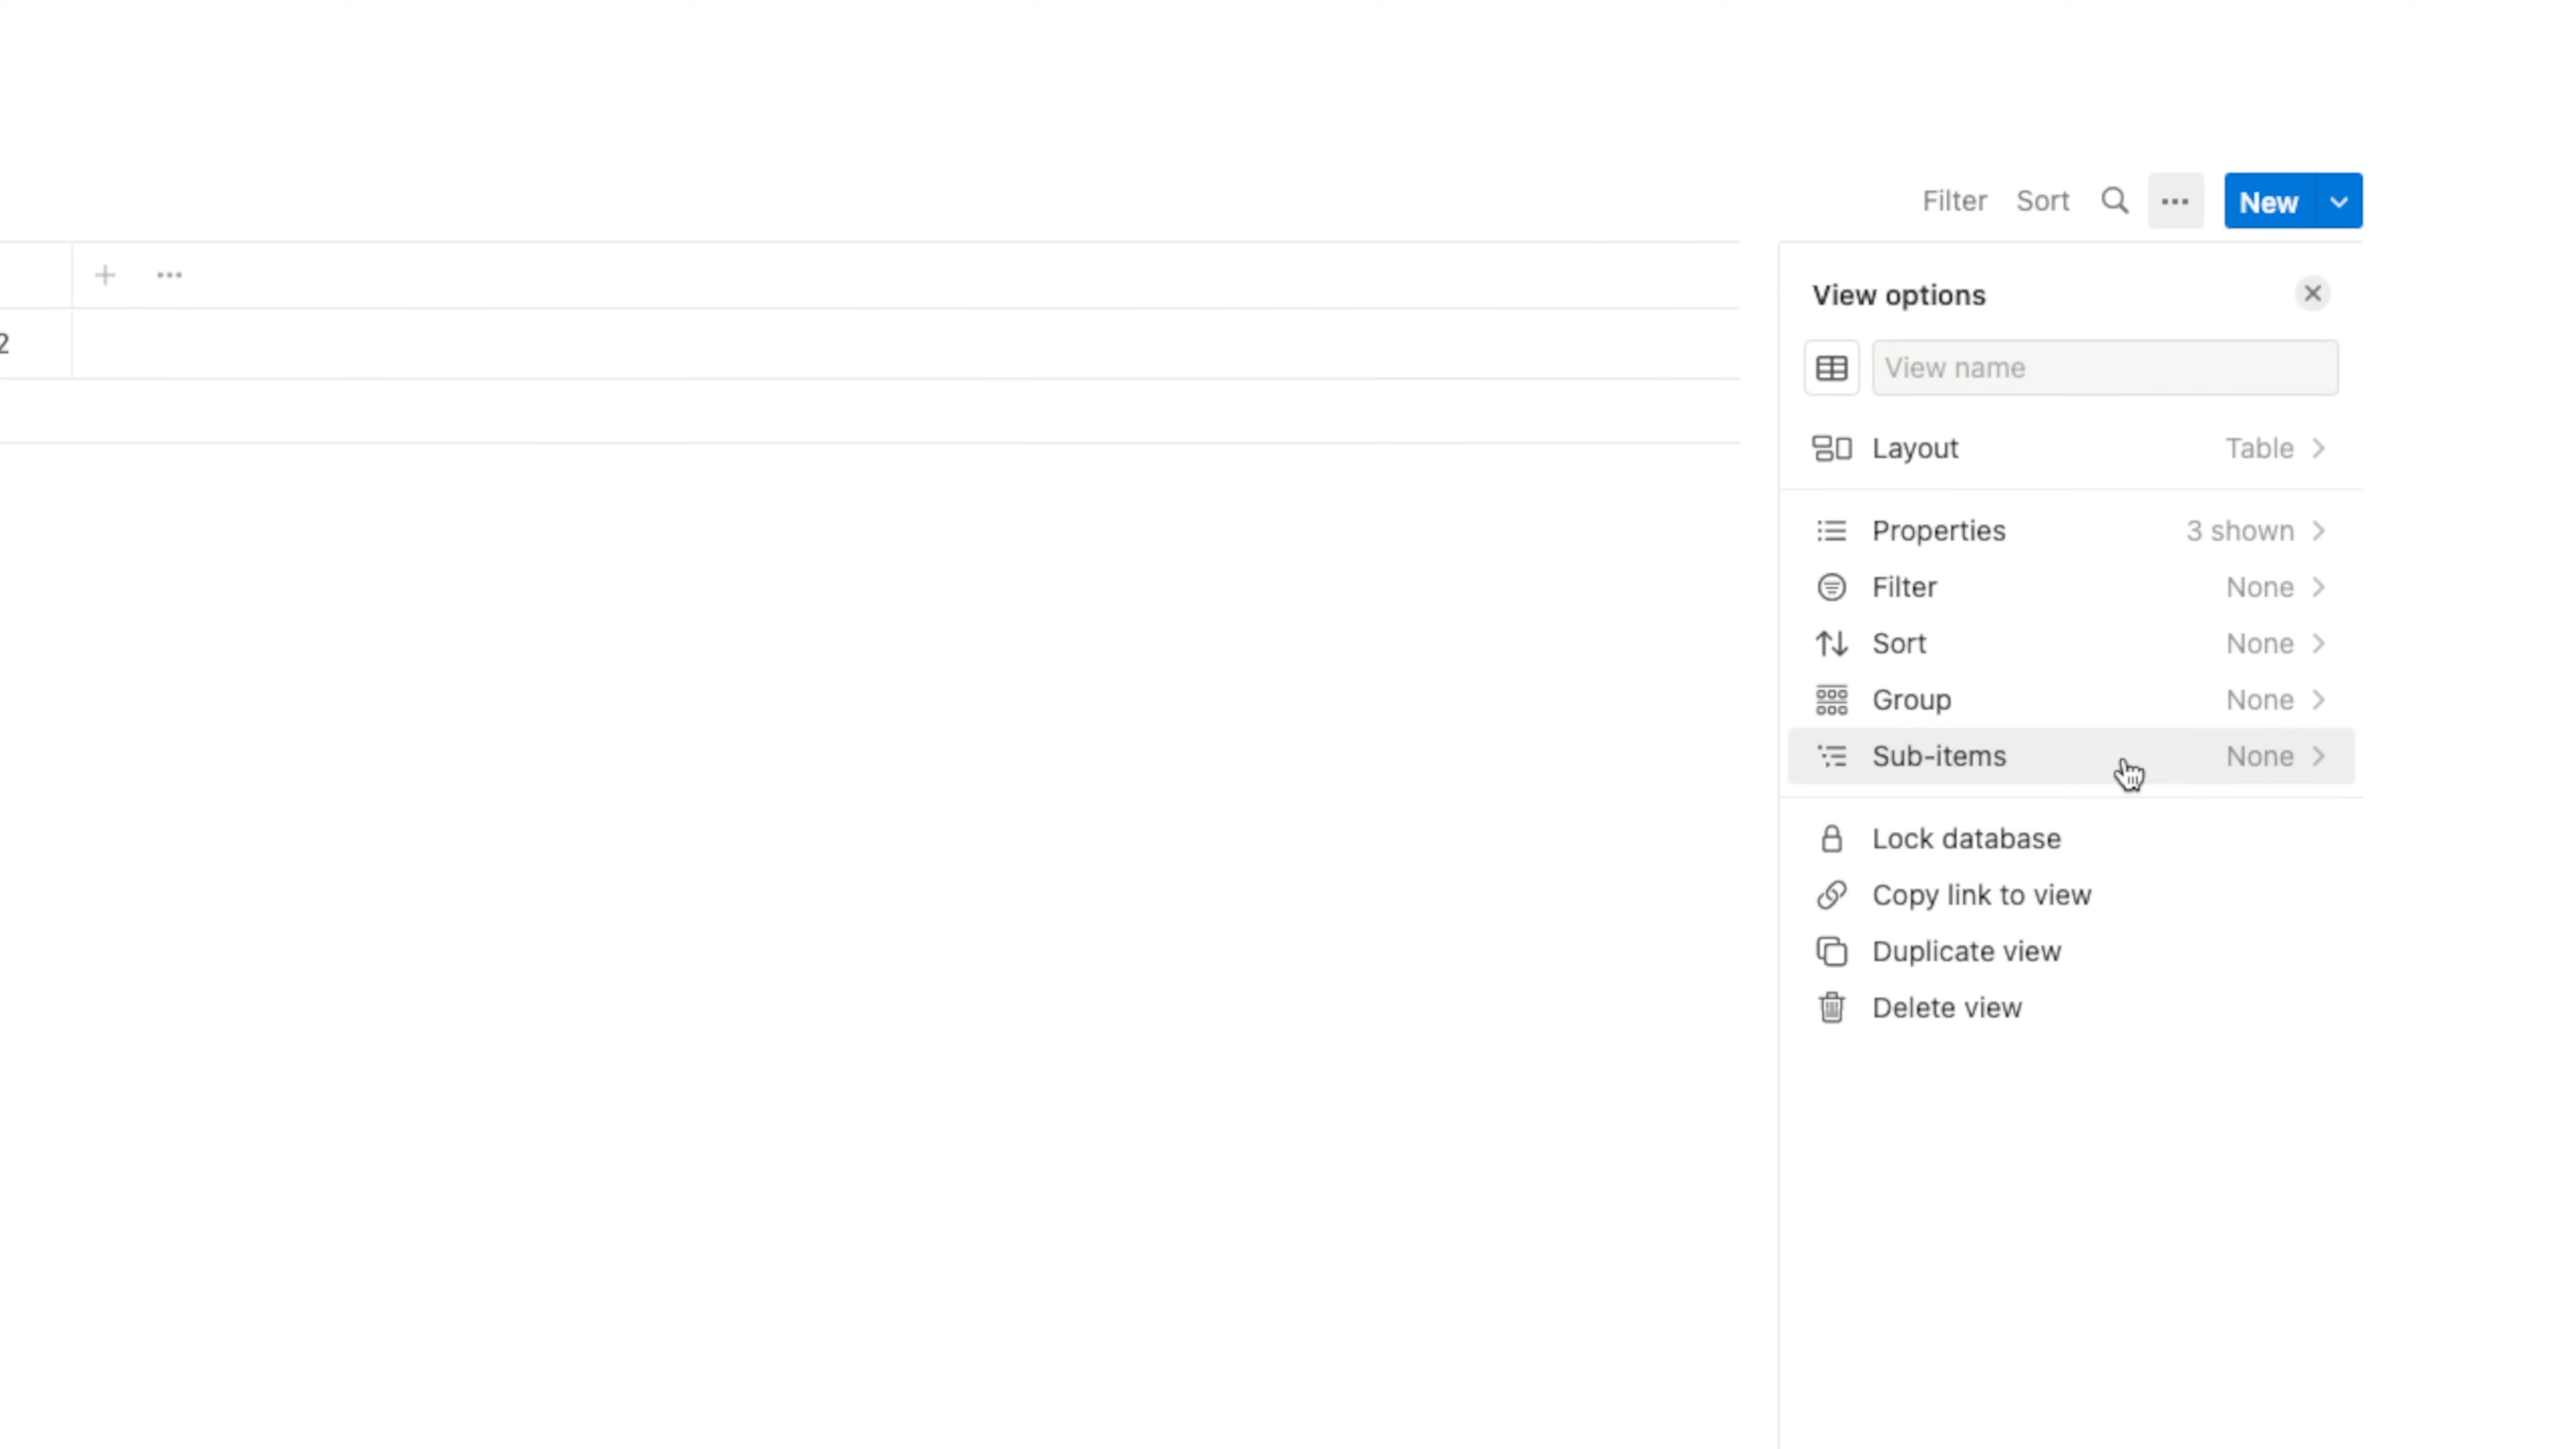 Filter Sort New
View options
2
View name
Layout Table
Properties 3 shown
Filter None
Sort None
Group None
Sub-items None
Lock database
Copy link to view
Duplicate view
Delete view